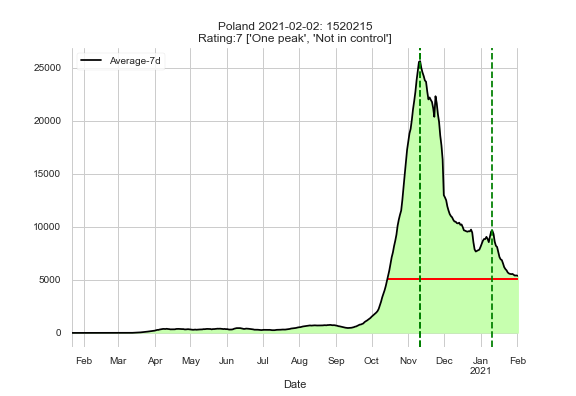 Poland 2021-02-02: 1520215
Rating:7 ['One peak', 'Not in control']
Average-7d
25000
20000
15000
10000
5000
0
Feb Mar Apr May Jun Jul Aug Sep Oct Nov Dec Jan Feb
2021
Date